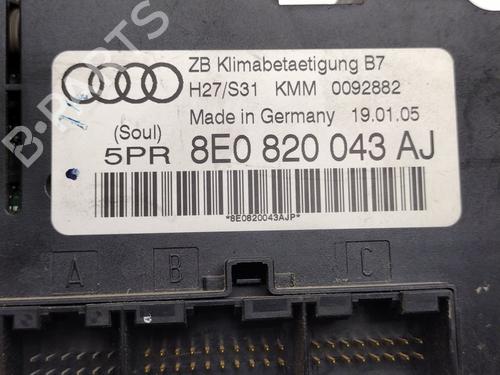 ZB Klimabetaetigung B7
H27/S31 KMM 0092882
Made in Germany 19.01.05
(Soul)
5PR 8E0 820 043 AJ
*8E0820043AJP*
A B C
B-PARTS